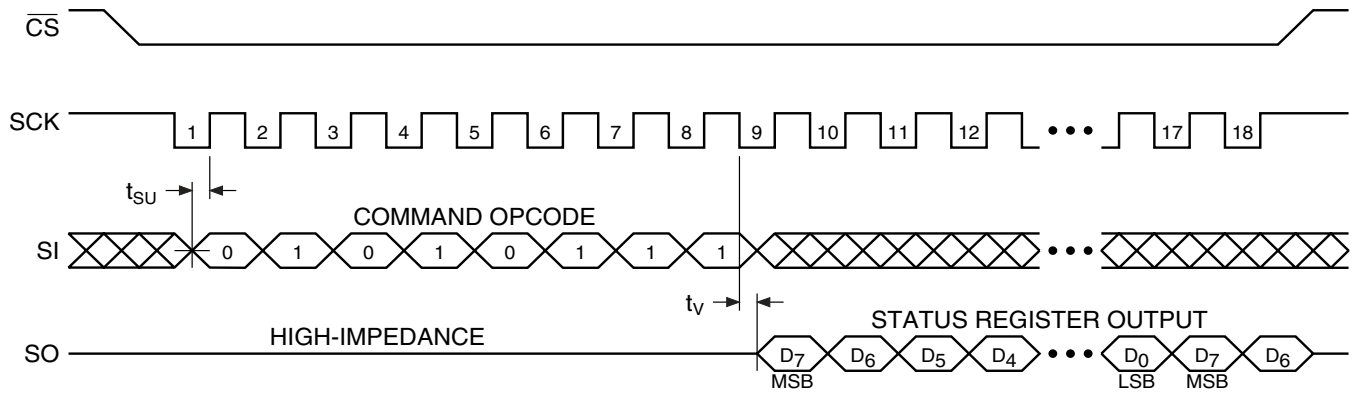 CS
SCK 1 2 3 4 5 6 7 8 9 10 11 12 17 18
tSU
COMMAND OPCODE
SI 0 1 0 1 0 1 1 1
tV
HIGH-IMPEDANCE
STATUS REGISTER OUTPUT
SO D7 D6 D5 D4 D0 D7 D6
MSB LSB MSB